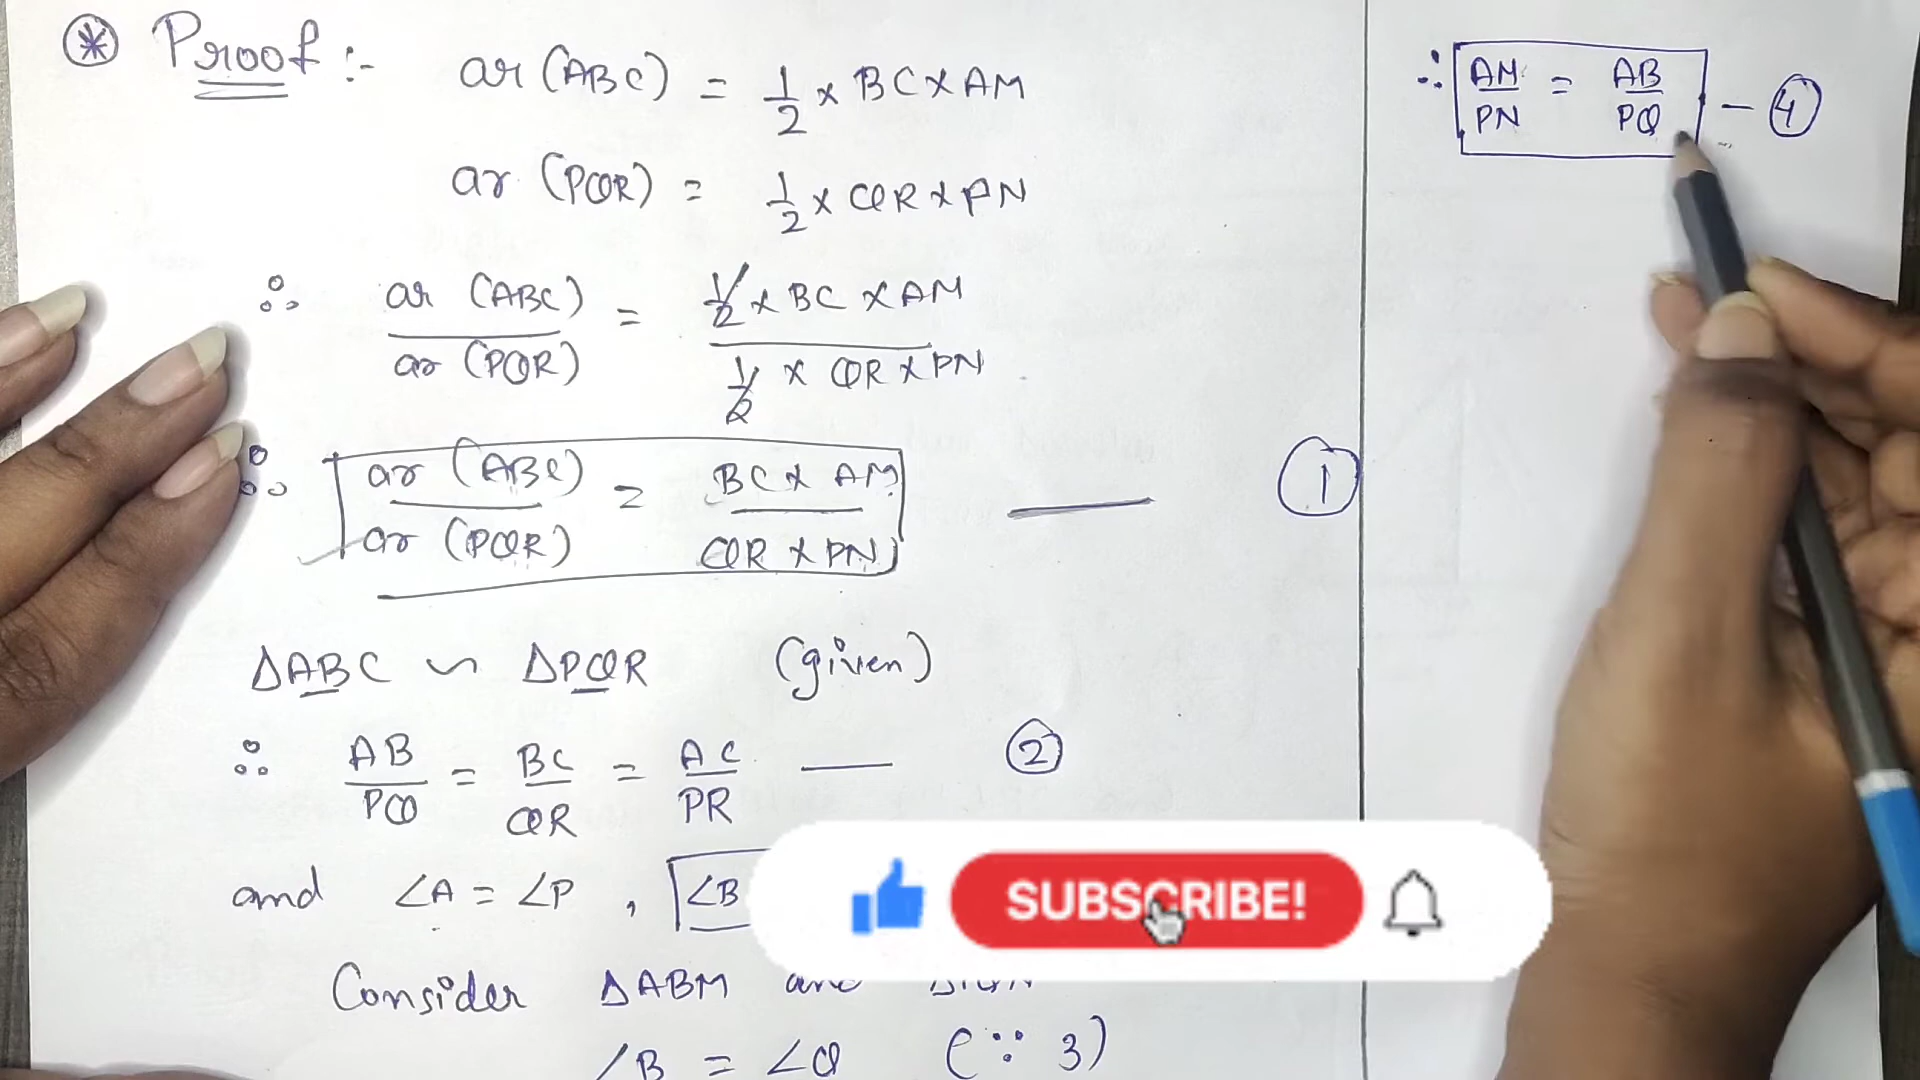 * Proof :-
ar (ABC) = 1/2 × BC × AM
ar (PQR) = 1/2 × QR × PN
∴ ar (ABC) / ar (PQR) = 1/2 × BC × AM / 1/2 × QR × PN
∴ ar (ABC) / ar (PQR) = BC × AM / QR × PN — 1
ΔABC ∽ ΔPQR (given)
∴ AB/PQ = BC/QR = AC/PR — 2
and ∠A = ∠P , ∠B
Consider ΔABM and
∠B = ∠Q (∵ 3)
∴ AM/PN = AB/PQ — 4
SUBSCRIBE!